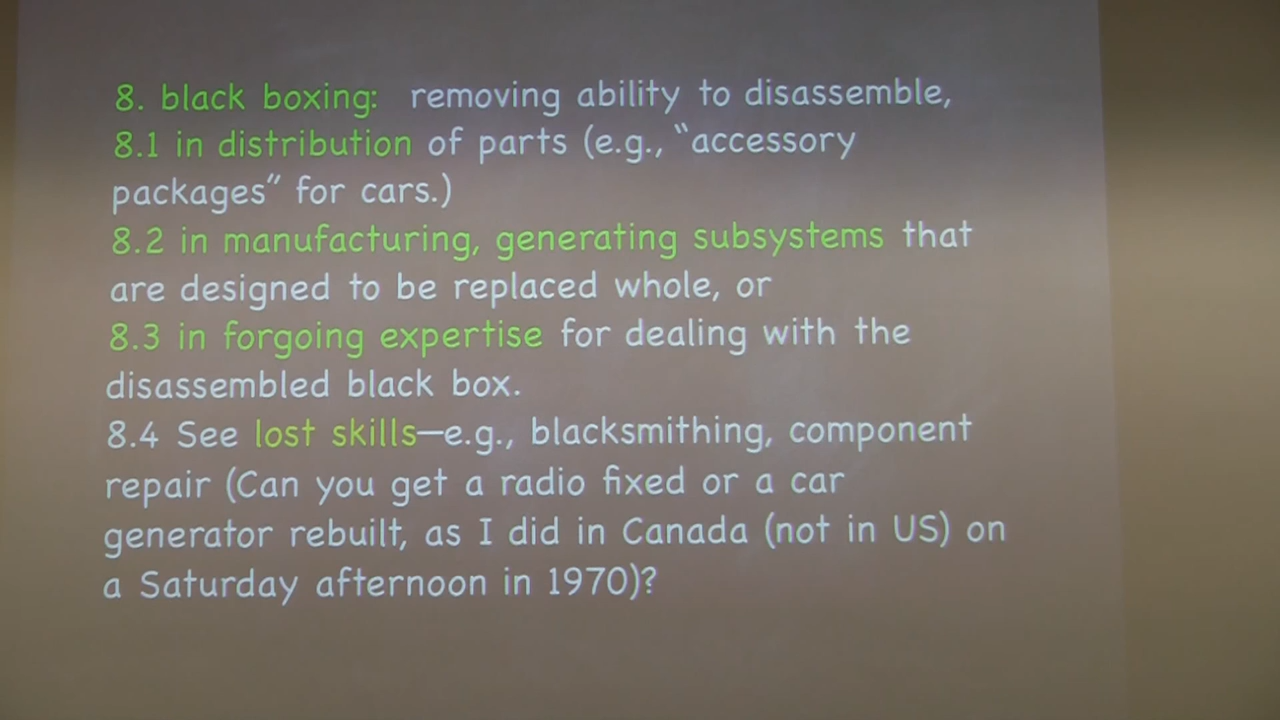 8. black boxing: removing ability to disassemble,
8.1 in distribution of parts (e.g., “accessory
packages” for cars.)
8.2 in manufacturing, generating subsystems that
are designed to be replaced whole, or
8.3 in forgoing expertise for dealing with the
disassembled black box.
8.4 See lost skills—e.g., blacksmithing, component
repair (Can you get a radio fixed or a car
generator rebuilt, as I did in Canada (not in US) on
a Saturday afternoon in 1970)?